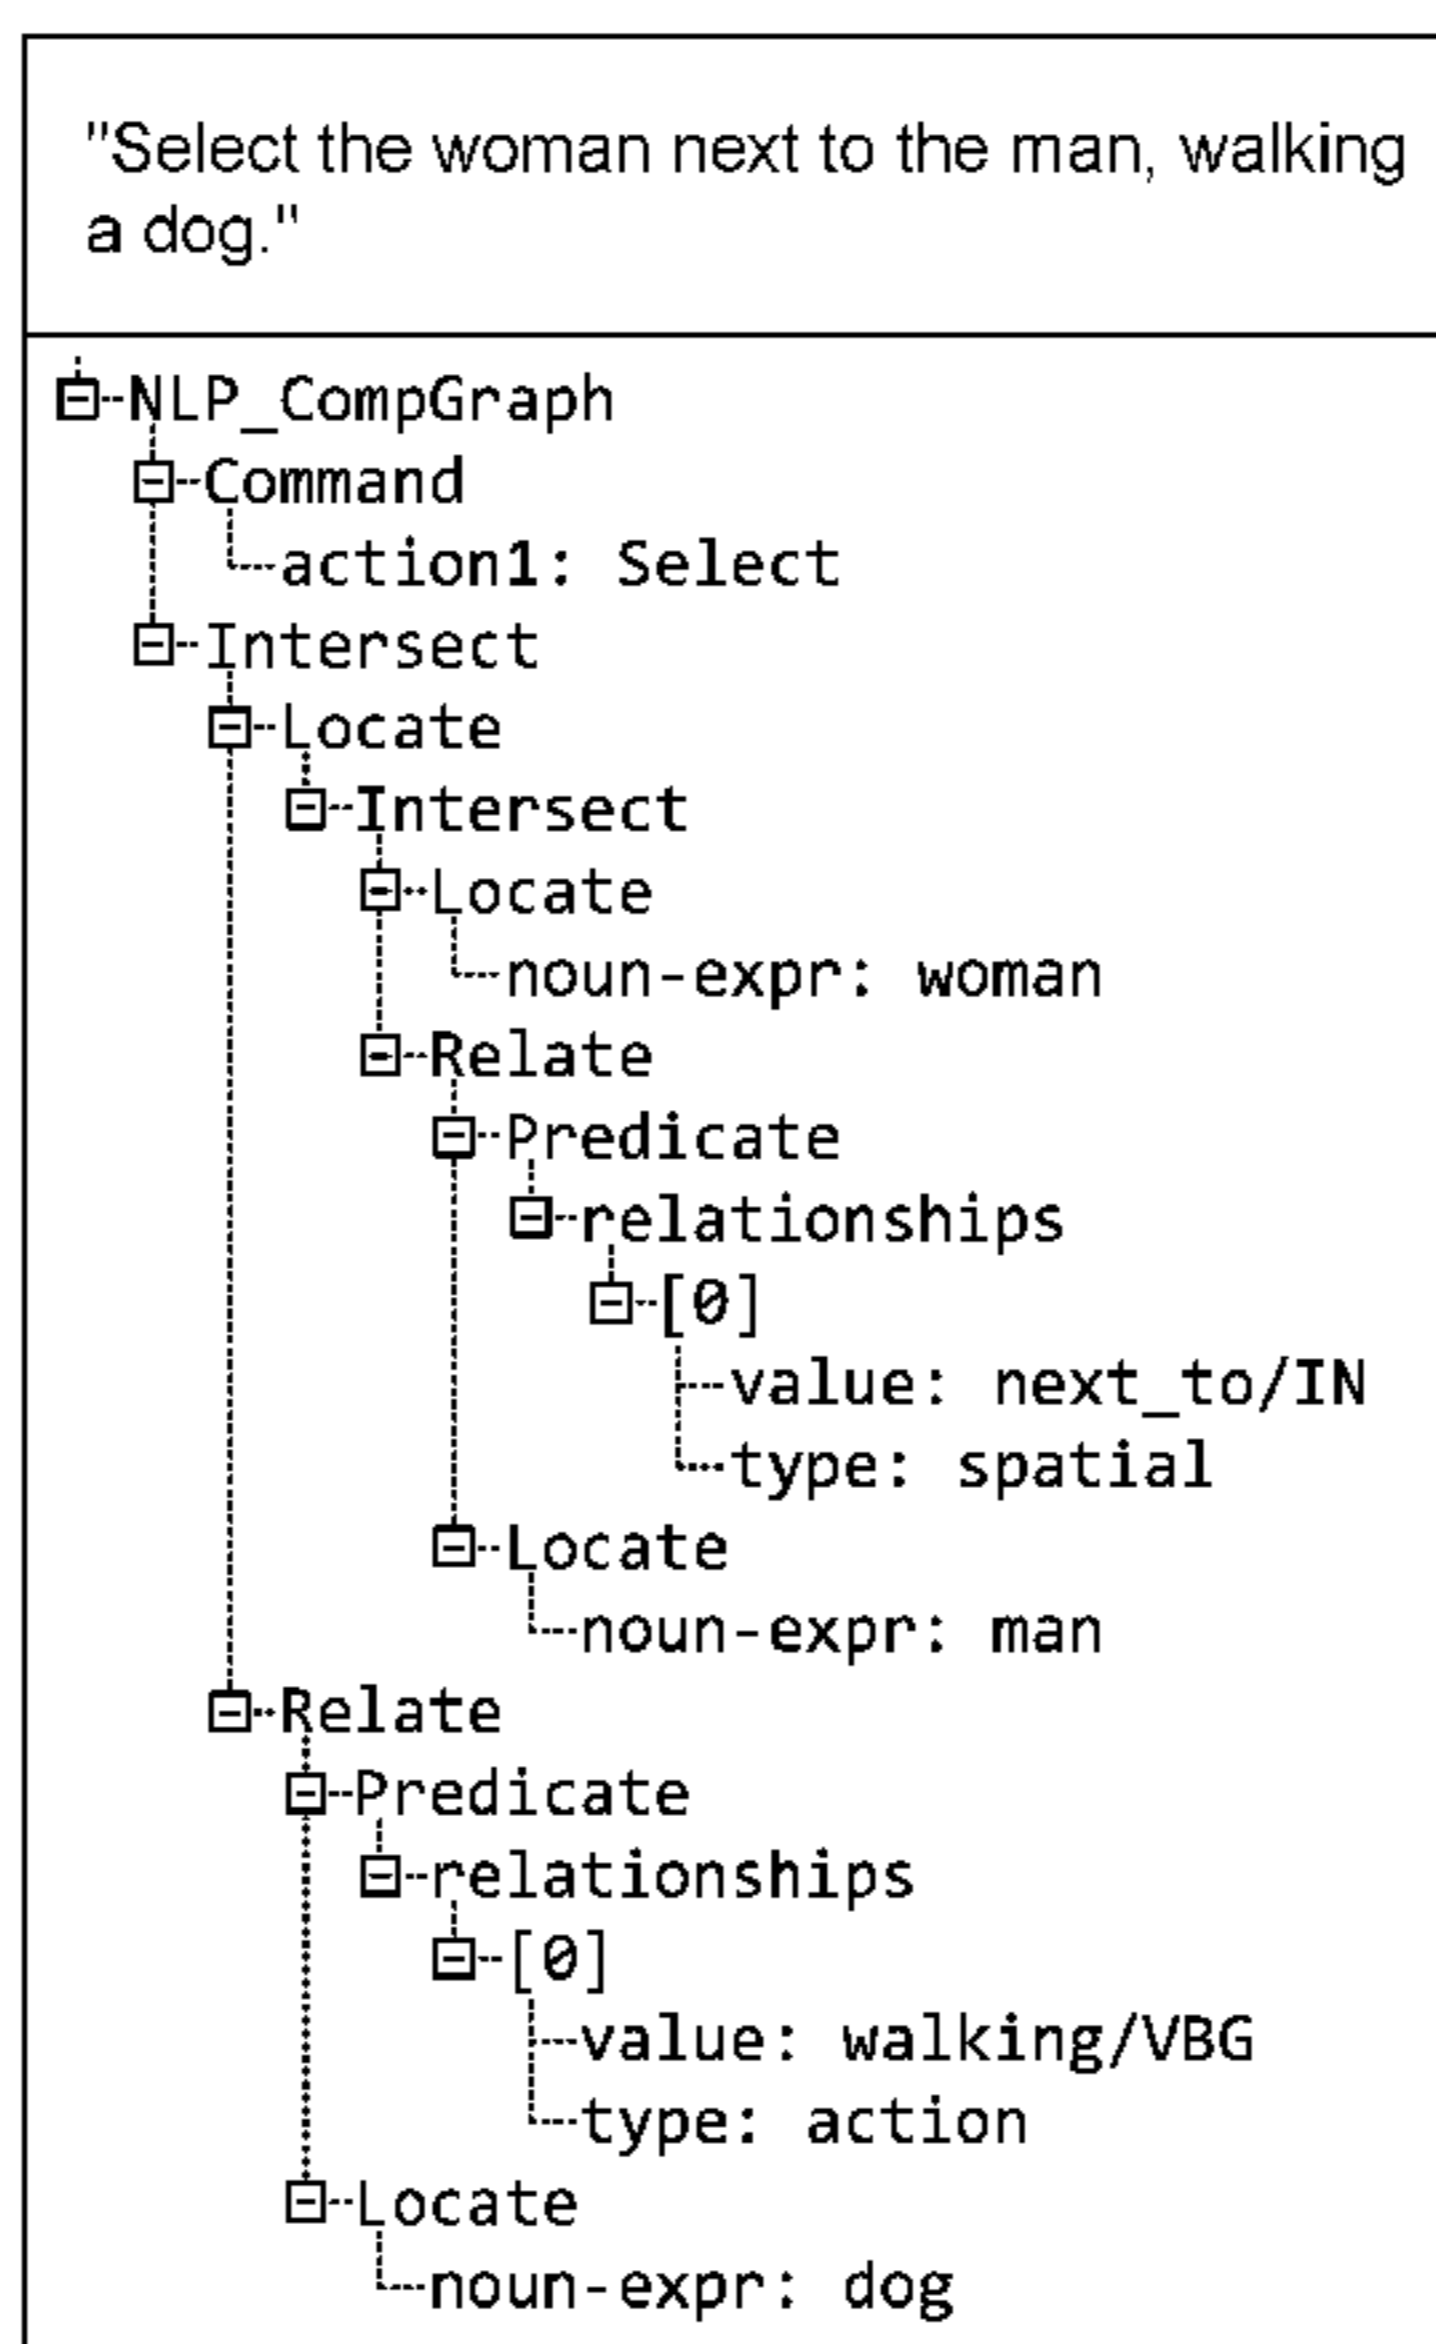 "Select the woman next to the man, walking
a dog."
NLP_CompGraph
Command
action1: Select
Intersect
Locate
Intersect
Locate
noun-expr: woman
Relate
Predicate
relationships
[0]
value: next_to/IN
type: spatial
Locate
noun-expr: man
Relate
Predicate
relationships
[0]
value: walking/VBG
type: action
Locate
noun-expr: dog